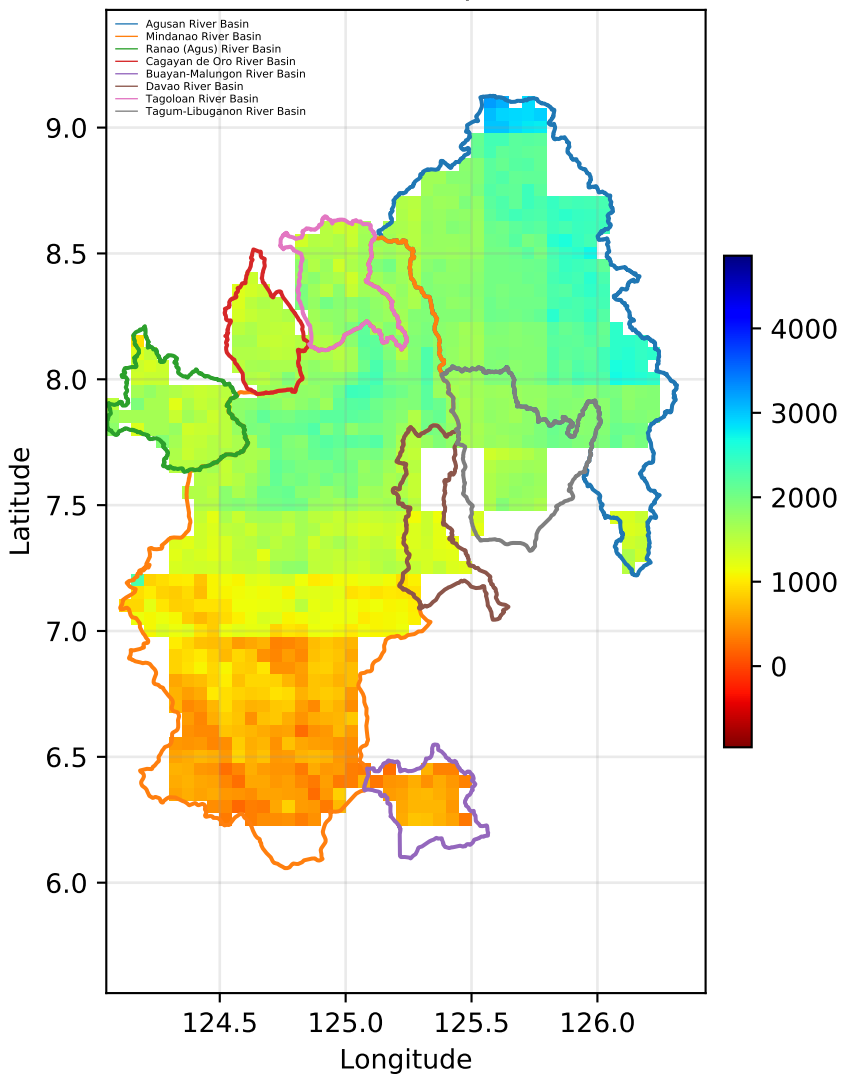 Agusan River Basin
Mindanao River Basin
Ranao (Agus) River Basin
Cagayan de Oro River Basin
Buayan-Malungon River Basin
Davao River Basin
Tagoloan River Basin
Tagum-Libuganon River Basin
9.0
8.5
8.0
7.5
7.0
6.5
6.0
Latitude
124.5 125.0 125.5 126.0
Longitude
4000
3000
2000
1000
0